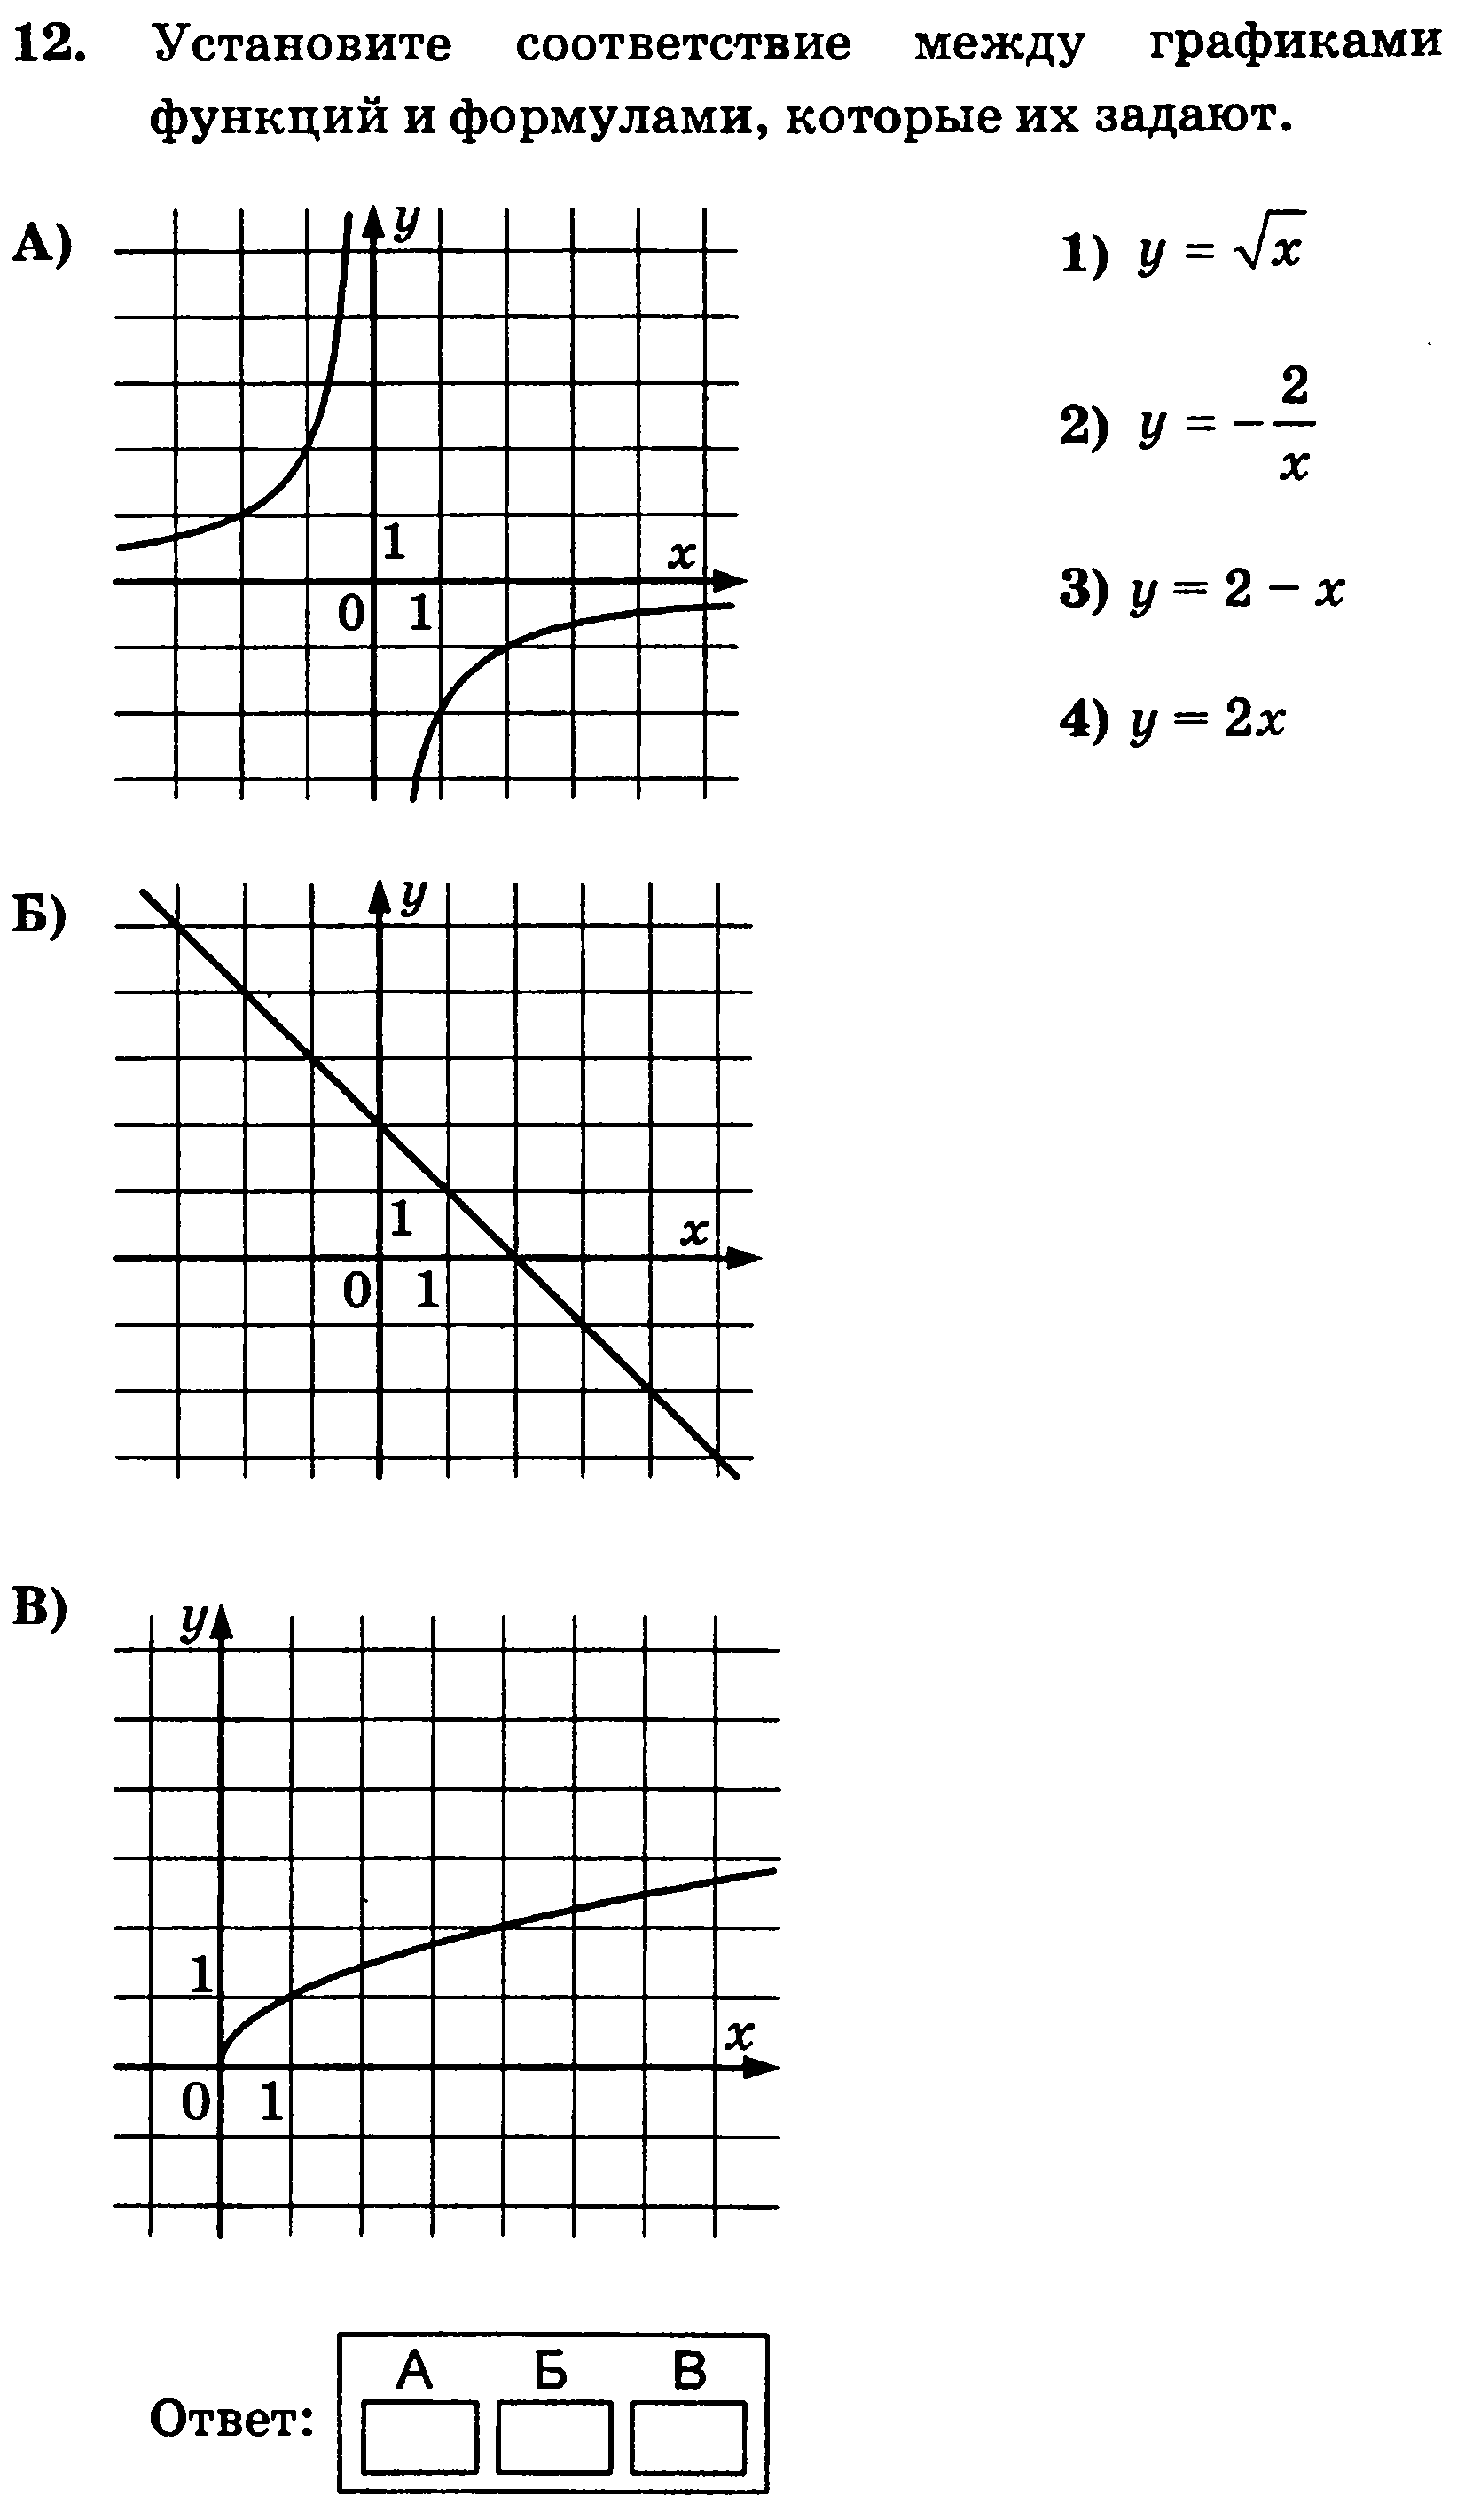 12. Установите соответствие между графиками
функций и формулами, которые их задают.
А)
y
1
x
0 1
1) y = √x
2) y = -2/x
3) y = 2 - x
4) y = 2x
Б)
y
1
x
0 1
В)
y
1
x
0 1
А Б В
Ответ: